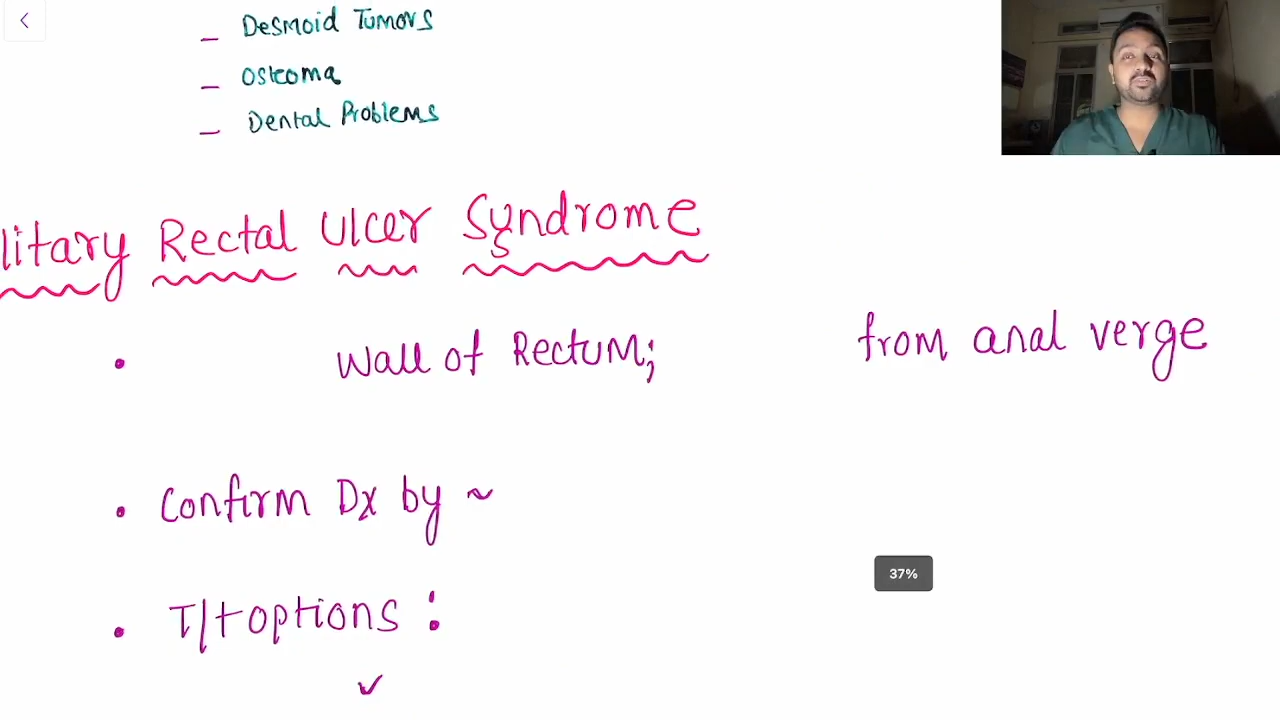 Desmoid Tumors
Osteoma
Dental Problems
litary Rectal Ulcer Syndrome
Wall of Rectum; from anal verge
Confirm Dx by ~
T/t options :
37%